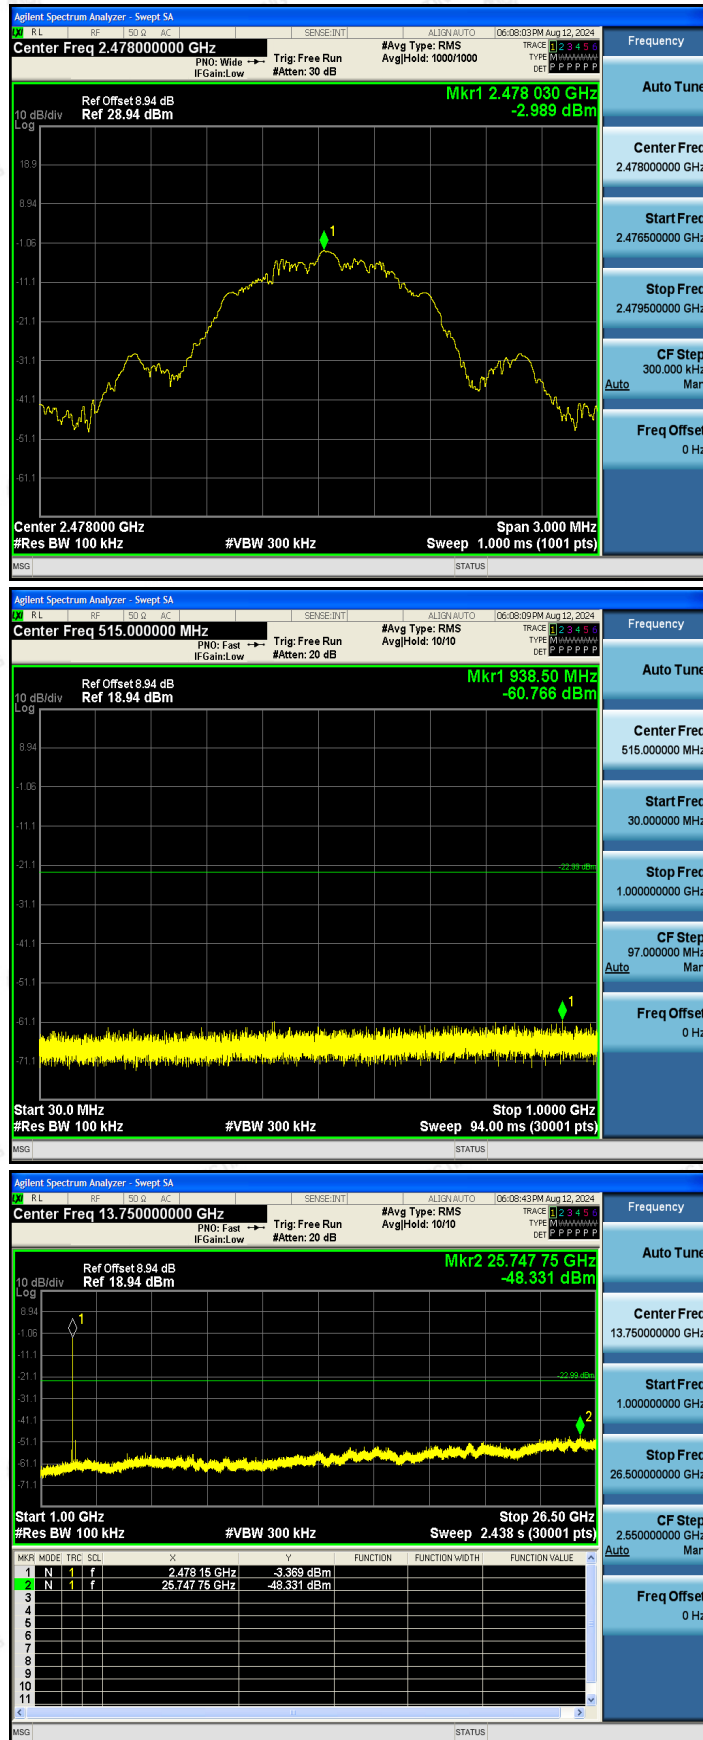 Agilent Spectrum Analyzer - Swept SA
LXI RL RF 50 Ω AC SENSE:INT ALIGN AUTO 06:08:03 PM Aug 12, 2024
Center Freq 2.478000000 GHz
PNO: Wide
IFGain:Low
Trig: Free Run
#Atten: 30 dB
#Avg Type: RMS
Avg|Hold: 1000/1000
TRACE 1 2 3 4 5 6
TYPE M
DET P P P P P P
Mkr1 2.478 030 GHz
-2.989 dBm
Ref Offset 8.94 dB
10 dB/div Ref 28.94 dBm
Log
18.9
8.94
-1.06
-11.1
-21.1
-31.1
-41.1
-51.1
-61.1
1
Center 2.478000 GHz Span 3.000 MHz
#Res BW 100 kHz #VBW 300 kHz Sweep 1.000 ms (1001 pts)
MSG STATUS
Frequency
Auto Tune
Center Freq
2.478000000 GHz
Start Freq
2.476500000 GHz
Stop Freq
2.479500000 GHz
CF Step
300.000 kHz
Auto Man
Freq Offset
0 Hz
Agilent Spectrum Analyzer - Swept SA
LXI RL RF 50 Ω AC SENSE:INT ALIGN AUTO 06:08:09 PM Aug 12, 2024
Center Freq 515.000000 MHz
PNO: Fast
IFGain:Low
Trig: Free Run
#Atten: 20 dB
#Avg Type: RMS
Avg|Hold: 10/10
TRACE 1 2 3 4 5 6
TYPE M
DET P P P P P P
Mkr1 938.50 MHz
-60.766 dBm
Ref Offset 8.94 dB
10 dB/div Ref 18.94 dBm
Log
8.94
-1.06
-11.1
-21.1
-31.1
-41.1
-51.1
-61.1
-71.1
-22.99 dBm
1
Start 30.0 MHz Stop 1.0000 GHz
#Res BW 100 kHz #VBW 300 kHz Sweep 94.00 ms (30001 pts)
MSG STATUS
Frequency
Auto Tune
Center Freq
515.000000 MHz
Start Freq
30.000000 MHz
Stop Freq
1.000000000 GHz
CF Step
97.000000 MHz
Auto Man
Freq Offset
0 Hz
Agilent Spectrum Analyzer - Swept SA
LXI RL RF 50 Ω AC SENSE:INT ALIGN AUTO 06:08:43 PM Aug 12, 2024
Center Freq 13.750000000 GHz
PNO: Fast
IFGain:Low
Trig: Free Run
#Atten: 20 dB
#Avg Type: RMS
Avg|Hold: 10/10
TRACE 1 2 3 4 5 6
TYPE M
DET P P P P P P
Mkr2 25.747 75 GHz
-48.331 dBm
Ref Offset 8.94 dB
10 dB/div Ref 18.94 dBm
Log
8.94
-1.06
-11.1
-21.1
-31.1
-41.1
-51.1
-61.1
-71.1
-22.99 dBm
1
2
Start 1.00 GHz Stop 26.50 GHz
#Res BW 100 kHz #VBW 300 kHz Sweep 2.438 s (30001 pts)
MKR MODE TRC SCL X Y FUNCTION FUNCTION WIDTH FUNCTION VALUE
1 N 1 f 2.478 15 GHz -3.369 dBm
2 N 1 f 25.747 75 GHz -48.331 dBm
3
4
5
6
7
8
9
10
11
MSG STATUS
Frequency
Auto Tune
Center Freq
13.750000000 GHz
Start Freq
1.000000000 GHz
Stop Freq
26.500000000 GHz
CF Step
2.550000000 GHz
Auto Man
Freq Offset
0 Hz